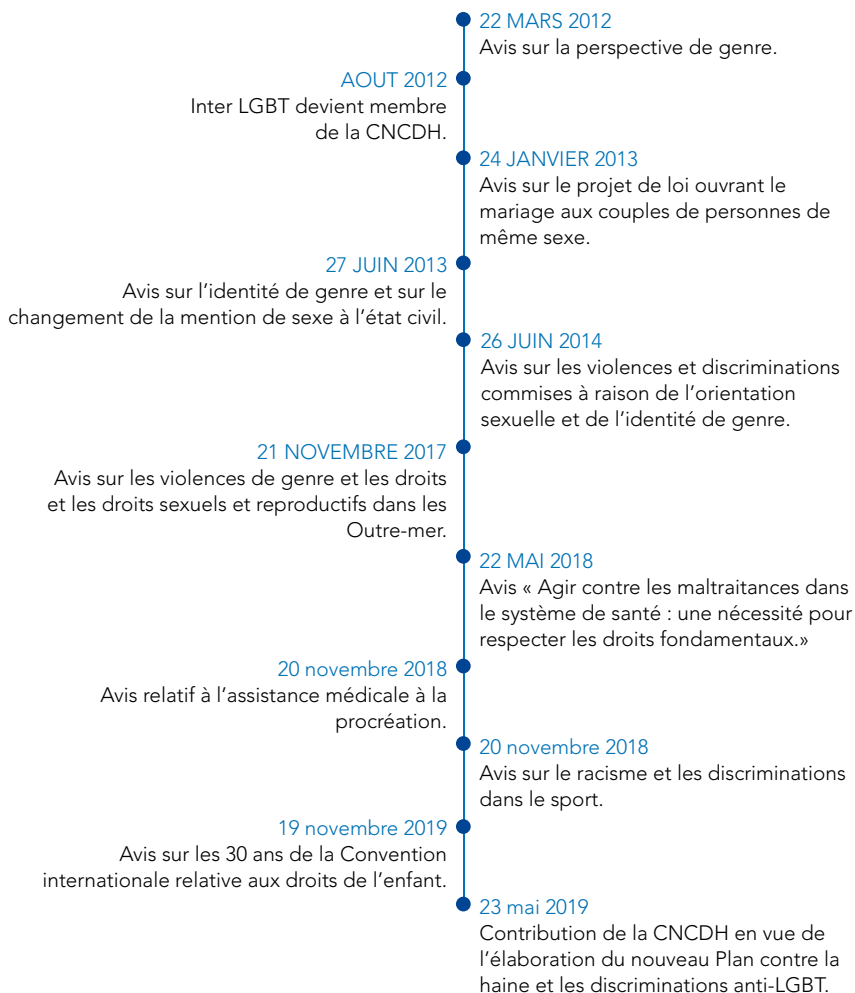 22 MARS 2012
Avis sur la perspective de genre.
AOUT 2012
Inter LGBT devient membre
de la CNCDH.
24 JANVIER 2013
Avis sur le projet de loi ouvrant le
mariage aux couples de personnes de
même sexe.
27 JUIN 2013
Avis sur l’identité de genre et sur le
changement de la mention de sexe à l’état civil.
26 JUIN 2014
Avis sur les violences et discriminations
commises à raison de l’orientation
sexuelle et de l’identité de genre.
21 NOVEMBRE 2017
Avis sur les violences de genre et les droits
et les droits sexuels et reproductifs dans les
Outre-mer.
22 MAI 2018
Avis « Agir contre les maltraitances dans
le système de santé : une nécessité pour
respecter les droits fondamentaux.»
20 novembre 2018
Avis relatif à l’assistance médicale à la
procréation.
20 novembre 2018
Avis sur le racisme et les discriminations
dans le sport.
19 novembre 2019
Avis sur les 30 ans de la Convention
internationale relative aux droits de l’enfant.
23 mai 2019
Contribution de la CNCDH en vue de
l’élaboration du nouveau Plan contre la
haine et les discriminations anti-LGBT.